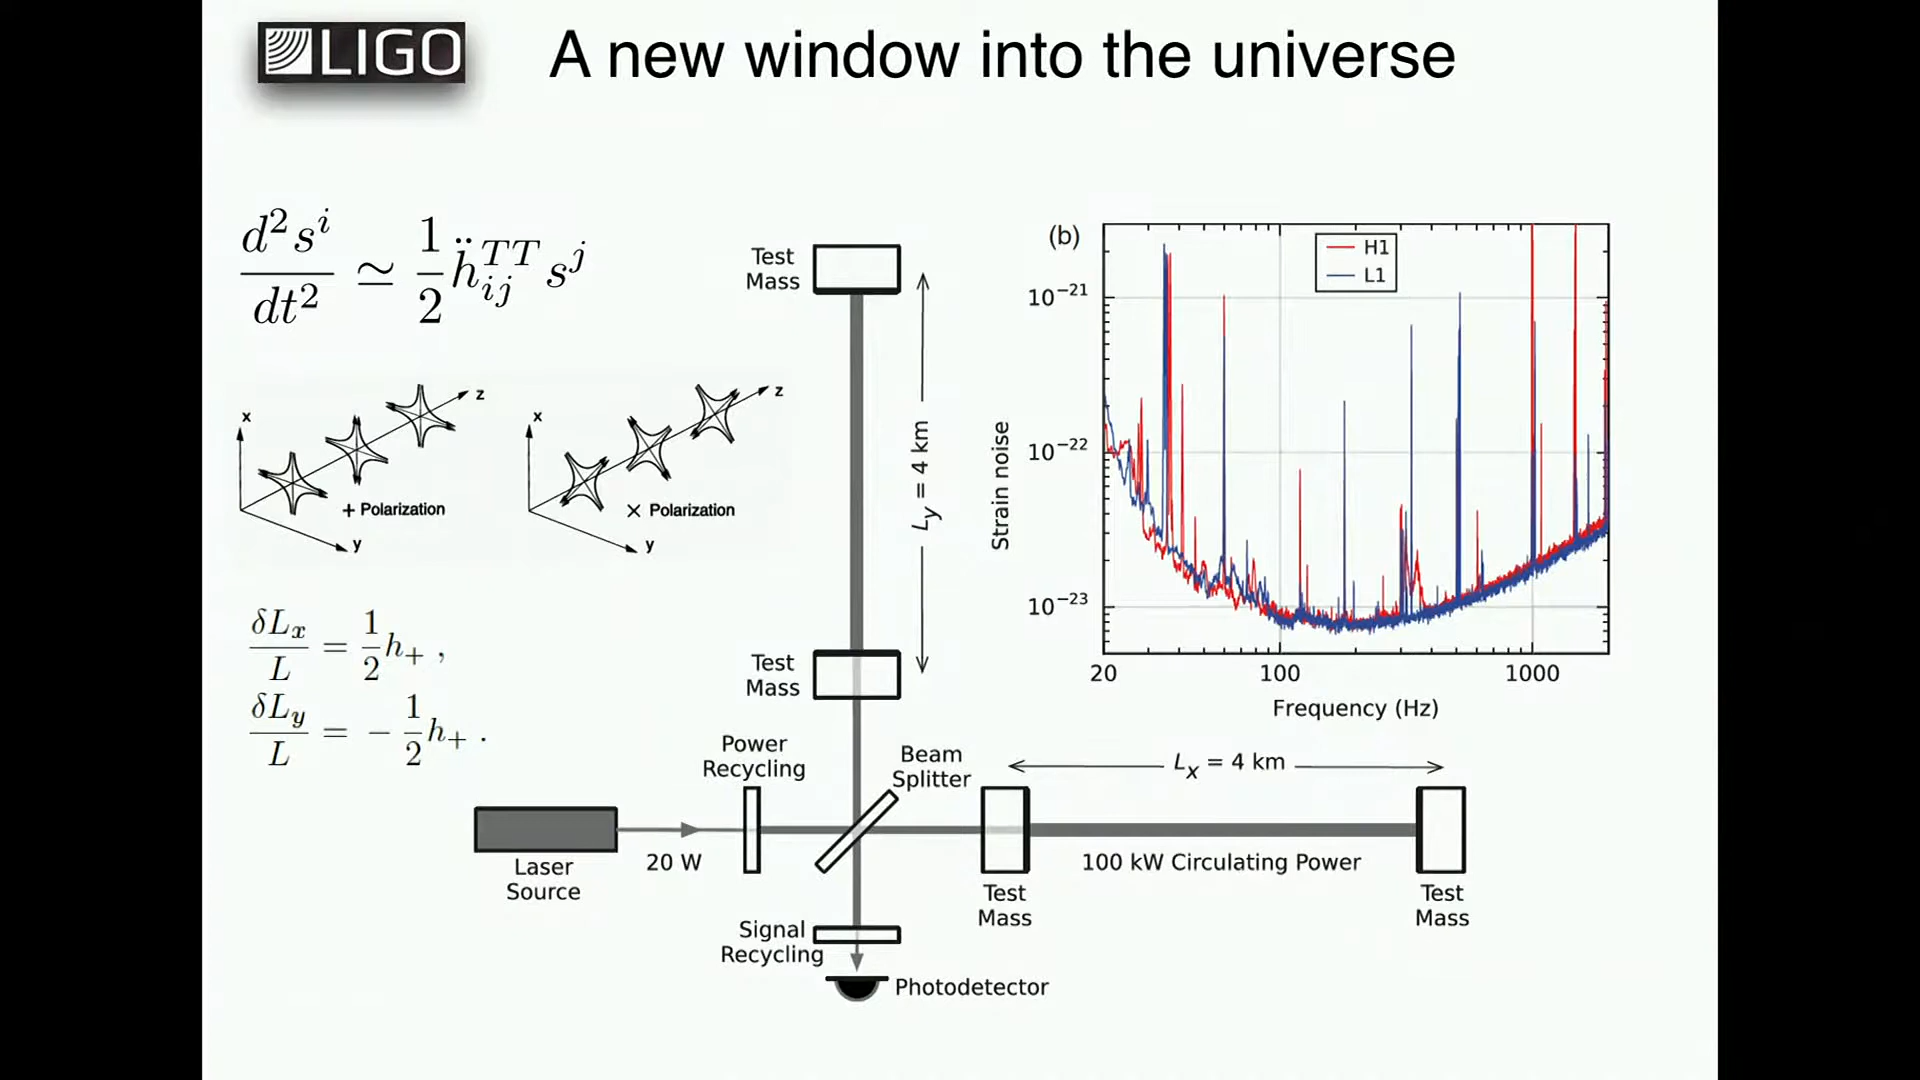 LIGO
A new window into the universe
d²sⁱ/dt² ≃ 1/2 ḧᵢⱼᵀᵀ sʲ
x
z
+ Polarization
y
x
z
× Polarization
y
δLₓ/L = 1/2 h₊ ,
δL_y/L = − 1/2 h₊ .
Test
Mass
L_y = 4 km
Test
Mass
Power
Recycling
Beam
Splitter
Laser
Source
20 W
Signal
Recycling
Photodetector
Test
Mass
Lₓ = 4 km
100 kW Circulating Power
Test
Mass
(b)
H1
L1
Strain noise
10⁻²¹
10⁻²²
10⁻²³
20
100
1000
Frequency (Hz)